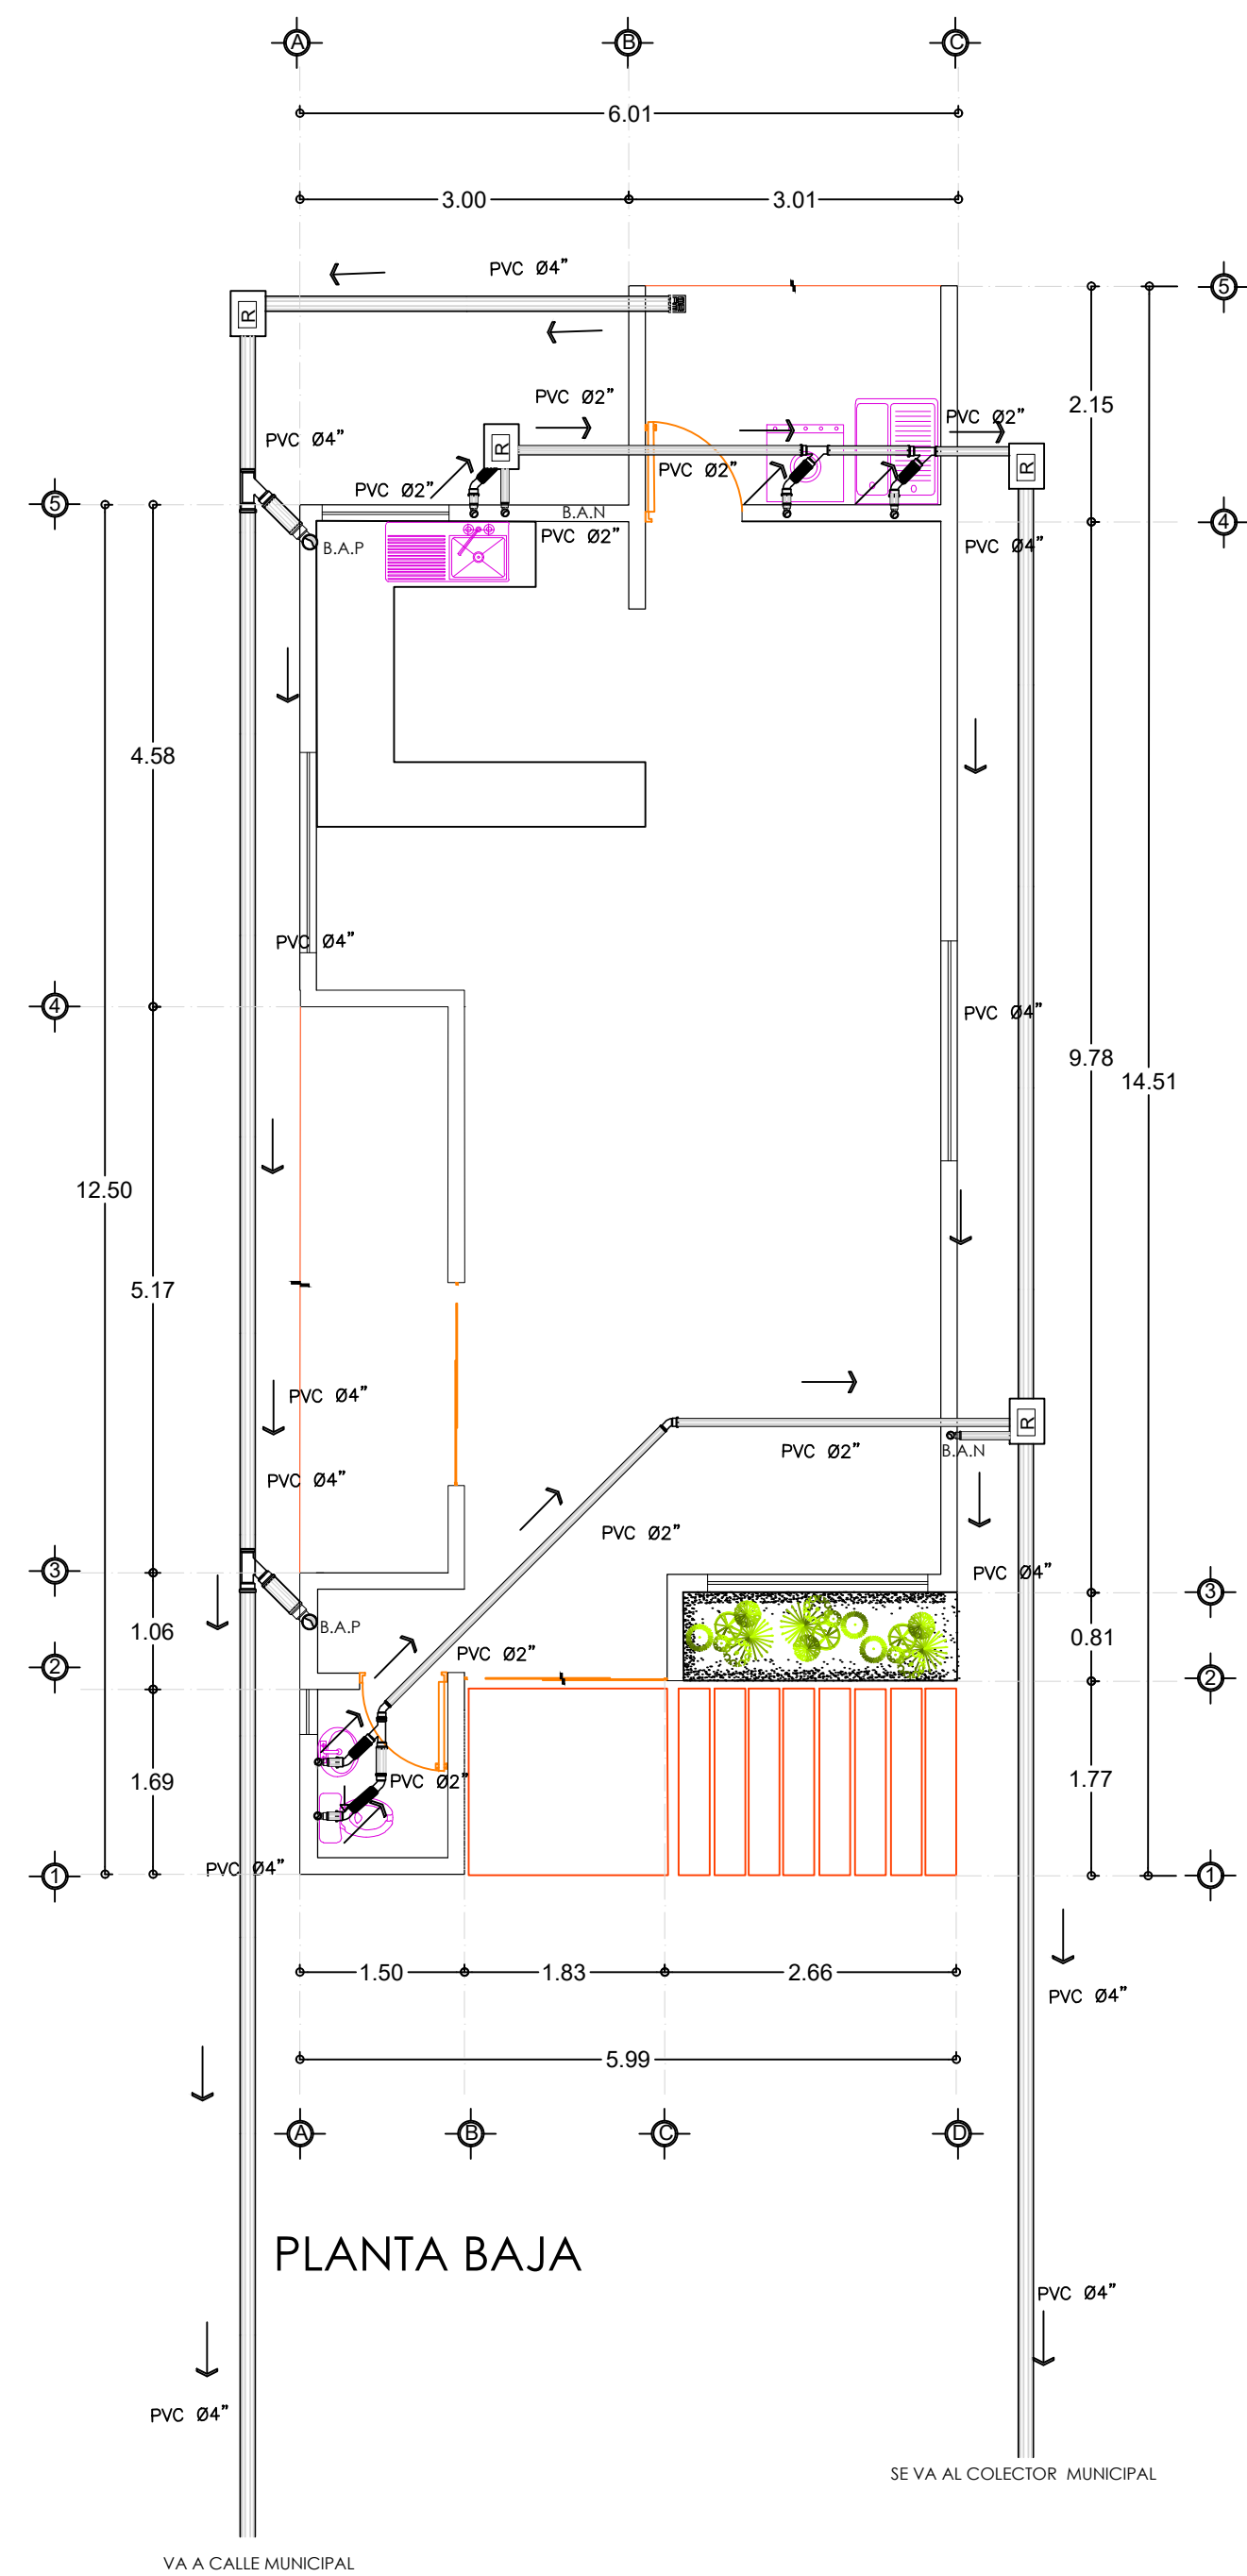 A
B
C
6.01
3.00
3.01
PVC Ø4”
5
R
PVC Ø2”
PVC Ø2”
2.15
PVC Ø4”
R
PVC Ø2”
R
PVC Ø2”
5
B.A.N
4
PVC Ø2”
B.A.P
PVC Ø4”
4.58
PVC Ø4”
4
PVC Ø4”
9.78
14.51
12.50
5.17
PVC Ø4”
R
PVC Ø2”
B.A.N
PVC Ø4”
PVC Ø2”
3
PVC Ø4”
3
B.A.P
1.06
0.81
PVC Ø2”
2
2
PVC Ø2”
1.69
1.77
PVC Ø4”
1
1
1.50
1.83
2.66
PVC Ø4”
5.99
A
B
C
D
PLANTA BAJA
PVC Ø4”
PVC Ø4”
SE VA AL COLECTOR MUNICIPAL
VA A CALLE MUNICIPAL